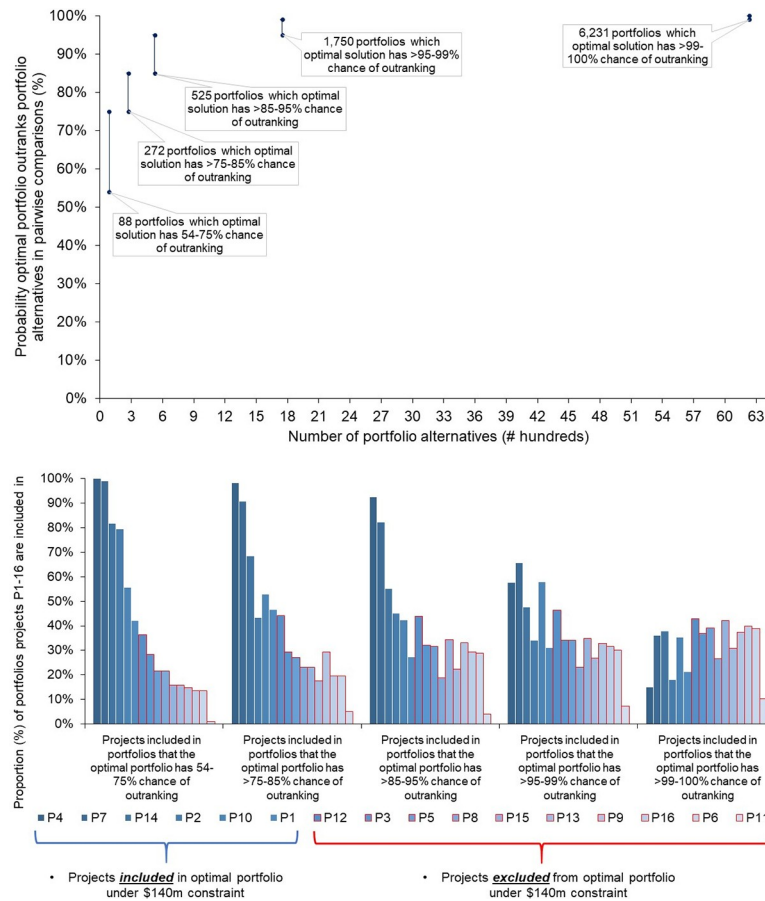 100%
90%
80%
70%
60%
50%
40%
30%
20%
10%
0%
Probability optimal portfolio outranks portfolio
alternatives in pairwise comparisons (%)
1,750 portfolios which
optimal solution has >95-99%
chance of outranking
6,231 portfolios which
optimal solution has >99-
100% chance of outranking
525 portfolios which optimal
solution has >85-95% chance
of outranking
272 portfolios which optimal
solution has >75-85% chance
of outranking
88 portfolios which optimal
solution has 54-75% chance
of outranking
0 3 6 9 12 15 18 21 24 27 30 33 36 39 42 45 48 51 54 57 60 63
Number of portfolio alternatives (# hundreds)
Proportion (%) of portfolios projects P1-16 are included in
100%
90%
80%
70%
60%
50%
40%
30%
20%
10%
0%
Projects included in
portfolios that the
optimal portfolio has 54-
75% chance of
outranking
Projects included in
portfolios that the
optimal portfolio has
>75-85% chance of
outranking
Projects included in
portfolios that the
optimal portfolio has
>85-95% chance of
outranking
Projects included in
portfolios that the
optimal portfolio has
>95-99% chance of
outranking
Projects included in
portfolios that the
optimal portfolio has
>99-100% chance of
outranking
P4 P7 P14 P2 P10 P1 P12 P3 P5 P8 P15 P13 P9 P16 P6 P11
• Projects included in optimal portfolio
under $140m constraint
• Projects excluded from optimal portfolio
under $140m constraint